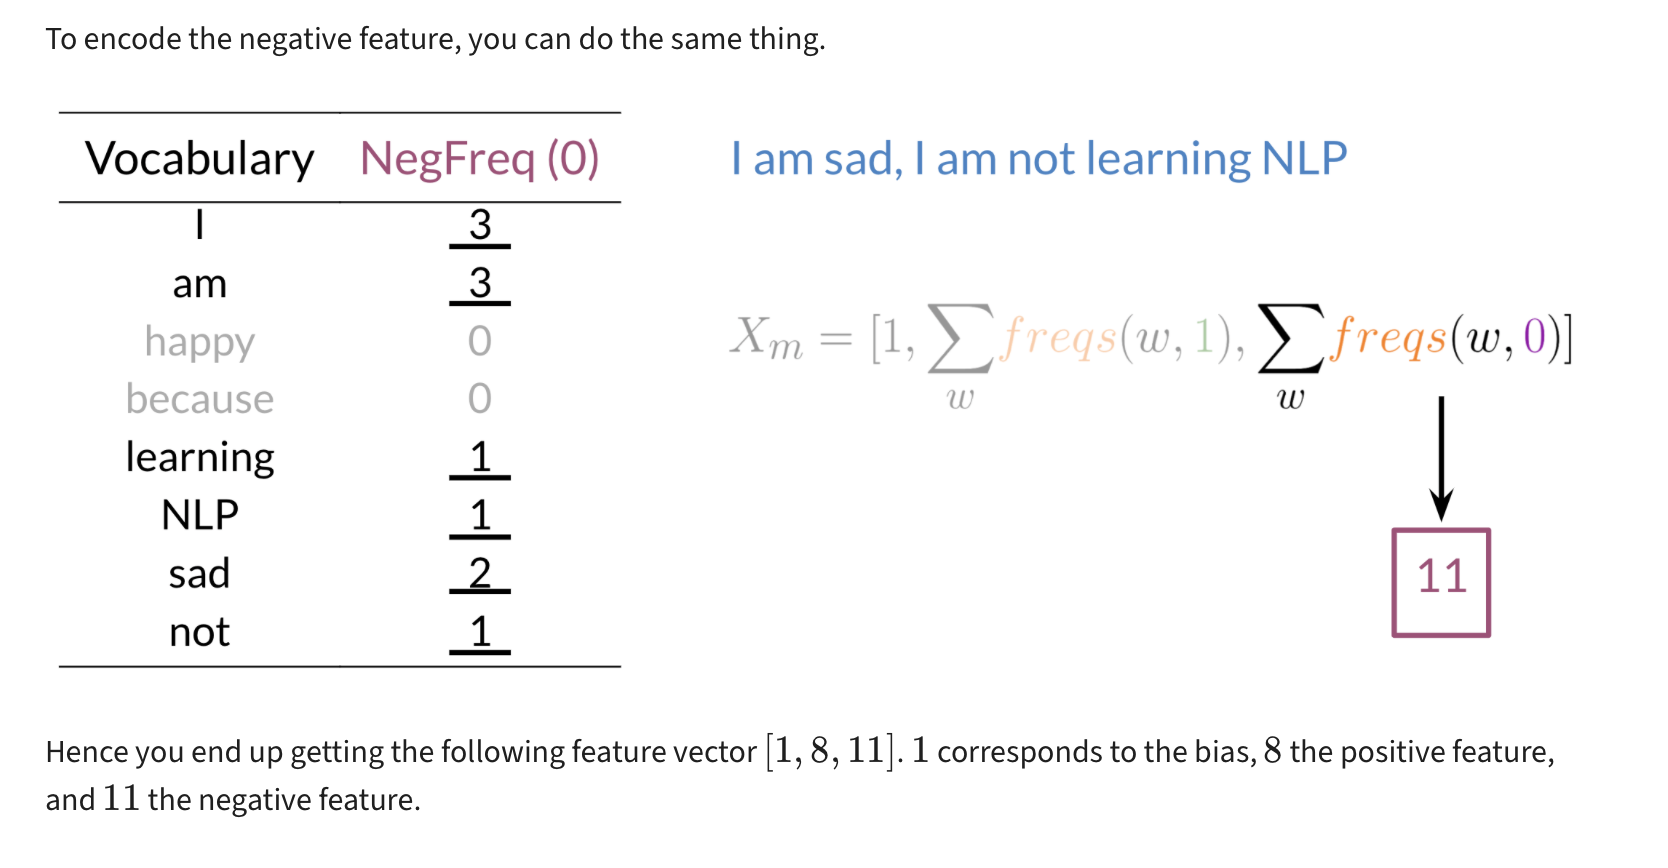 To encode the negative feature, you can do the same thing.
Vocabulary NegFreq (0)
I 3
am 3
happy 0
because 0
learning 1
NLP 1
sad 2
not 1
I am sad, I am not learning NLP
X_m = [1, ∑_w freqs(w, 1), ∑_w freqs(w, 0)]
11
Hence you end up getting the following feature vector [1, 8, 11]. 1 corresponds to the bias, 8 the positive feature,
and 11 the negative feature.